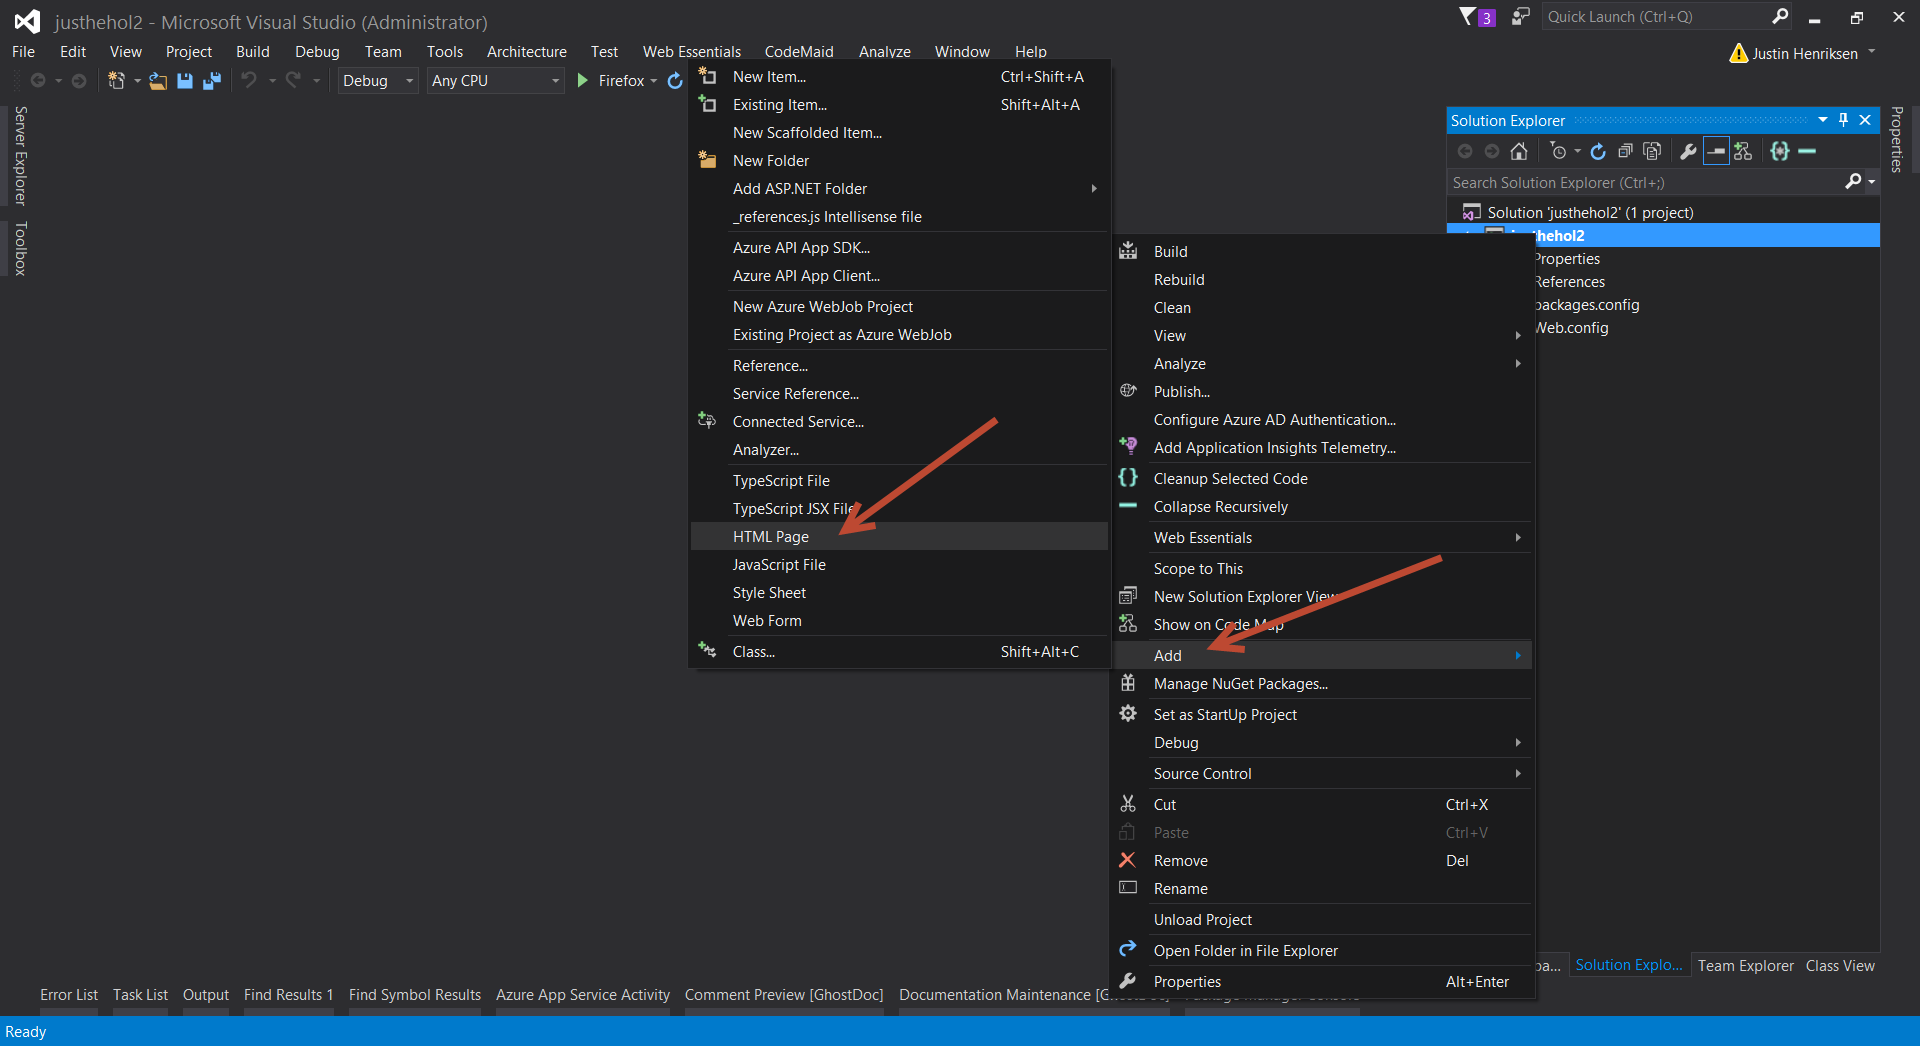 justhehol2 - Microsoft Visual Studio (Administrator)
3
Quick Launch (Ctrl+Q)
File Edit View Project Build Debug Team Tools Architecture Test Web Essentials CodeMaid Analyze Window Help
Justin Henriksen
Debug Any CPU Firefox
Server Explorer
Toolbox
New Item... Ctrl+Shift+A
Existing Item... Shift+Alt+A
New Scaffolded Item...
New Folder
Add ASP.NET Folder
_references.js Intellisense file
Azure API App SDK...
Azure API App Client...
New Azure WebJob Project
Existing Project as Azure WebJob
Reference...
Service Reference...
Connected Service...
Analyzer...
TypeScript File
TypeScript JSX File
HTML Page
JavaScript File
Style Sheet
Web Form
Class... Shift+Alt+C
Build
Rebuild
Clean
View
Analyze
Publish...
Configure Azure AD Authentication...
Add Application Insights Telemetry...
Cleanup Selected Code
Collapse Recursively
Web Essentials
Scope to This
New Solution Explorer View
Show on Code Map
Add
Manage NuGet Packages...
Set as StartUp Project
Debug
Source Control
Cut Ctrl+X
Paste Ctrl+V
Remove Del
Rename
Unload Project
Open Folder in File Explorer
Properties Alt+Enter
Solution Explorer
Search Solution Explorer (Ctrl+;)
Solution 'justhehol2' (1 project)
thehol2
Properties
References
packages.config
Web.config
Properties
pa... Solution Explo... Team Explorer Class View
Error List Task List Output Find Results 1 Find Symbol Results Azure App Service Activity Comment Preview [GhostDoc] Documentation Maintenance
Ready